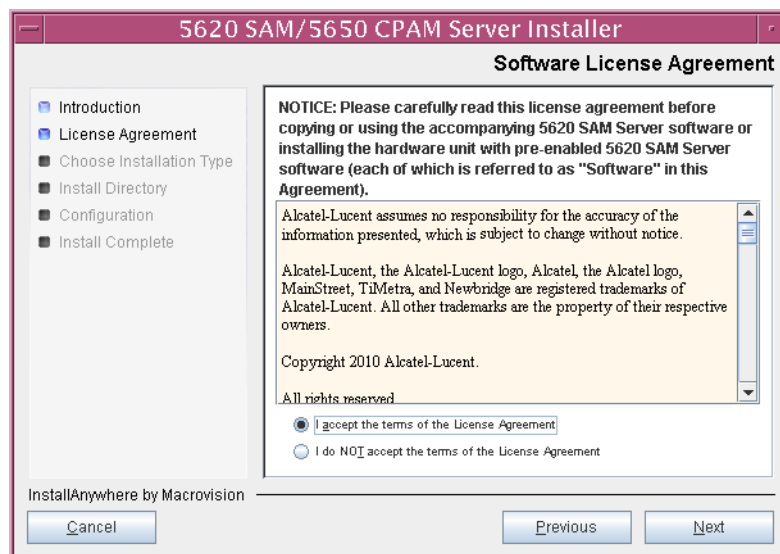 5620 SAM/5650 CPAM Server Installer
Software License Agreement
Introduction
License Agreement
Choose Installation Type
Install Directory
Configuration
Install Complete
NOTICE: Please carefully read this license agreement before
copying or using the accompanying 5620 SAM Server software or
installing the hardware unit with pre-enabled 5620 SAM Server
software (each of which is referred to as "Software" in this
Agreement).
Alcatel-Lucent assumes no responsibility for the accuracy of the
information presented, which is subject to change without notice.
Alcatel-Lucent, the Alcatel-Lucent logo, Alcatel, the Alcatel logo,
MainStreet, TiMetra, and Newbridge are registered trademarks of
Alcatel-Lucent. All other trademarks are the property of their respective
owners.
Copyright 2010 Alcatel-Lucent.
All rights reserved
I accept the terms of the License Agreement
I do NOT accept the terms of the License Agreement
InstallAnywhere by Macrovision
Cancel
Previous
Next